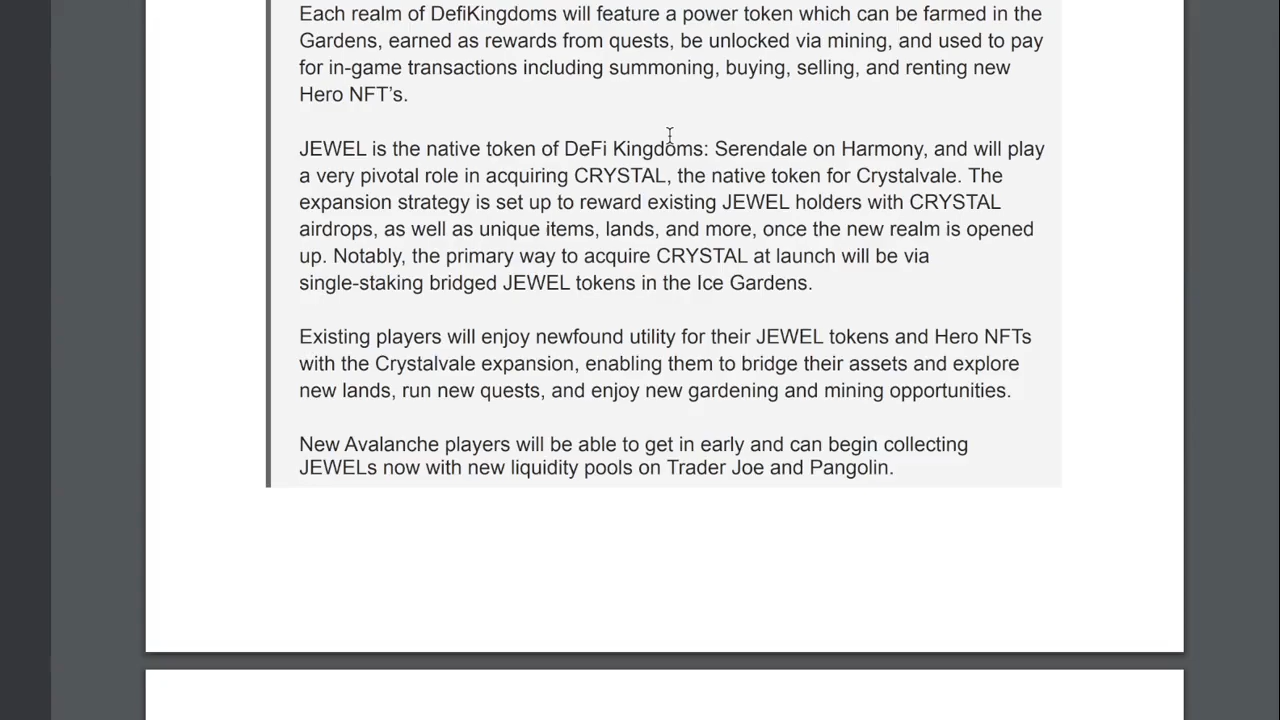 Each realm of DefiKingdoms will feature a power token which can be farmed in the
Gardens, earned as rewards from quests, be unlocked via mining, and used to pay
for in-game transactions including summoning, buying, selling, and renting new
Hero NFT's.
JEWEL is the native token of DeFi Kingdoms: Serendale on Harmony, and will play
a very pivotal role in acquiring CRYSTAL, the native token for Crystalvale. The
expansion strategy is set up to reward existing JEWEL holders with CRYSTAL
airdrops, as well as unique items, lands, and more, once the new realm is opened
up. Notably, the primary way to acquire CRYSTAL at launch will be via
single-staking bridged JEWEL tokens in the Ice Gardens.
Existing players will enjoy newfound utility for their JEWEL tokens and Hero NFTs
with the Crystalvale expansion, enabling them to bridge their assets and explore
new lands, run new quests, and enjoy new gardening and mining opportunities.
New Avalanche players will be able to get in early and can begin collecting
JEWELs now with new liquidity pools on Trader Joe and Pangolin.